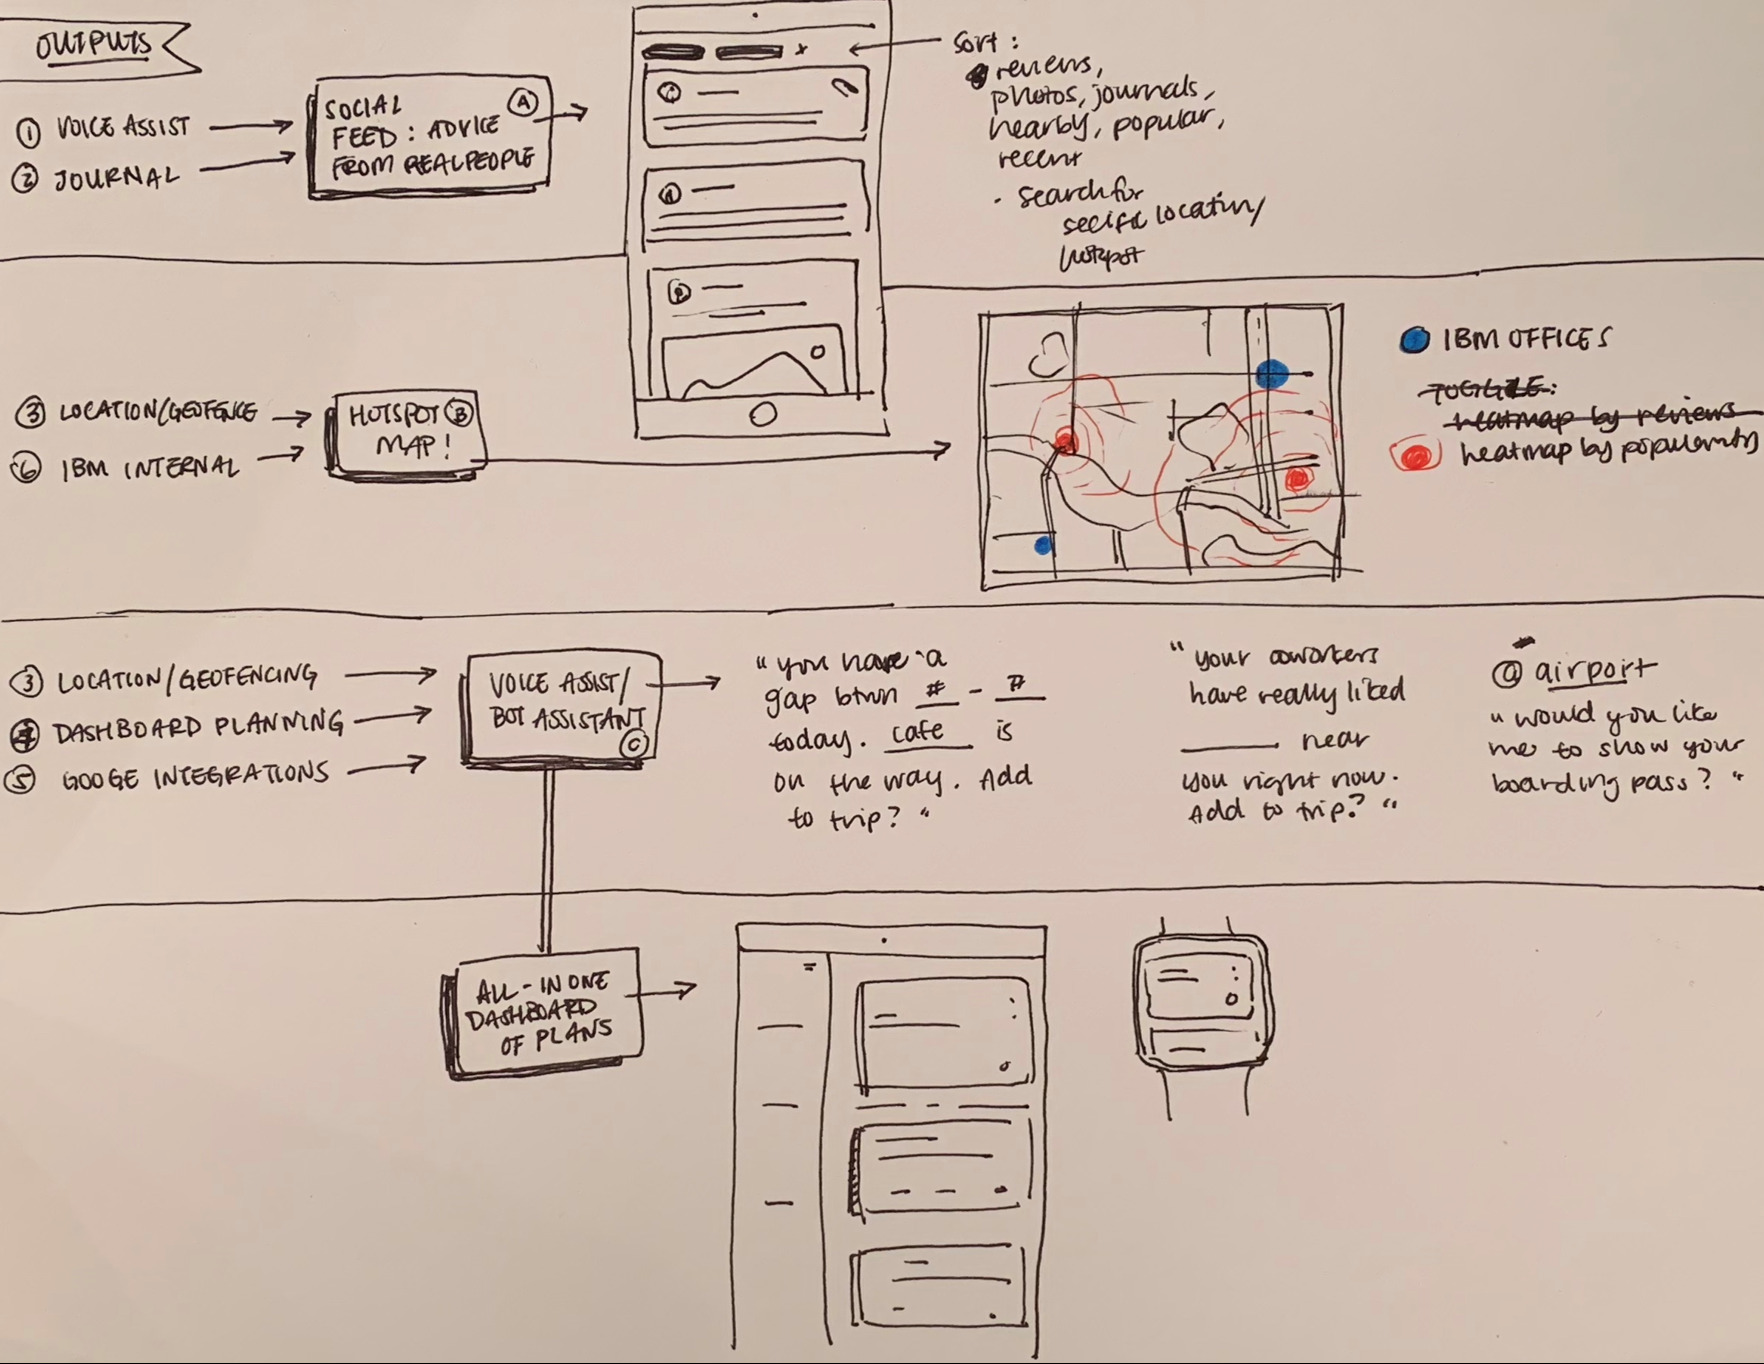 OUTPUTS
① VOICE ASSIST
② JOURNAL
SOCIAL Ⓐ
FEED: ADVICE
FROM REAL PEOPLE
Sort:
reviews,
photos, journals,
nearby, popular,
recent
• search for
secific location/
hotspot
③ LOCATION/GEOFENCE
⑥ IBM INTERNAL
HOTSPOT Ⓑ
MAP!
IBM OFFICES
TOGGLE:
heatmap by reviews
heatmap by popularity
③ LOCATION/GEOFENCING
④ DASHBOARD PLANNING
⑤ GOOGE INTEGRATIONS
VOICE ASSIST/
BOT ASSISTANT
Ⓒ
"you have a
gap btwn # - #
today. cafe is
on the way. Add
to trip?"
"your coworkers
have really liked
______ near
you right now.
Add to trip?"
@ airport
"would you like
me to show your
boarding pass?"
ALL-IN ONE
DASHBOARD
OF PLANS